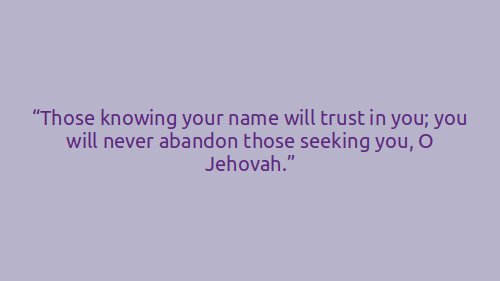 “Those knowing your name will trust in you; you
will never abandon those seeking you, O
Jehovah.”